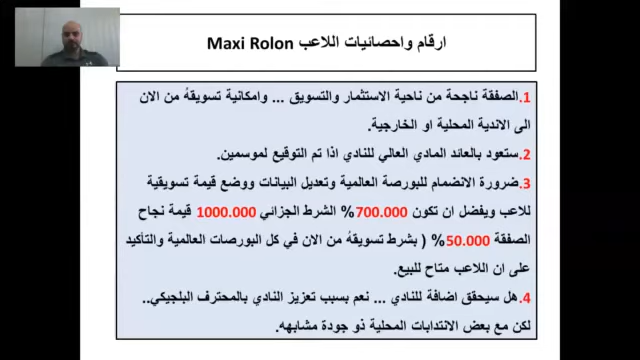 ارقام واحصائيات اللاعب Maxi Rolon
1.الصفقة ناجحة من ناحية الاستثمار والتسويق ... وامكانية تسويقهُ من الان
الى الاندية المحلية او الخارجية.
2. ستعود بالعائد المادي العالي للنادي اذا تم التوقيع لموسمين.
3. ضرورة الانضمام للبورصة العالمية وتعديل البيانات ووضع قيمة تسويقية
للاعب ويفضل ان تكون 700.000% الشرط الجزائي 1000.000 قيمة نجاح
الصفقة 50.000% ( بشرط تسويقهُ من الان في كل البورصات العالمية والتأكيد
على ان اللاعب متاح للبيع.
4. هل سيحقق اضافة للنادي ... نعم بسبب تعزيز النادي بالمحترف البلجيكي..
لكن مع بعض الانتدابات المحلية ذو جودة مشابهه.